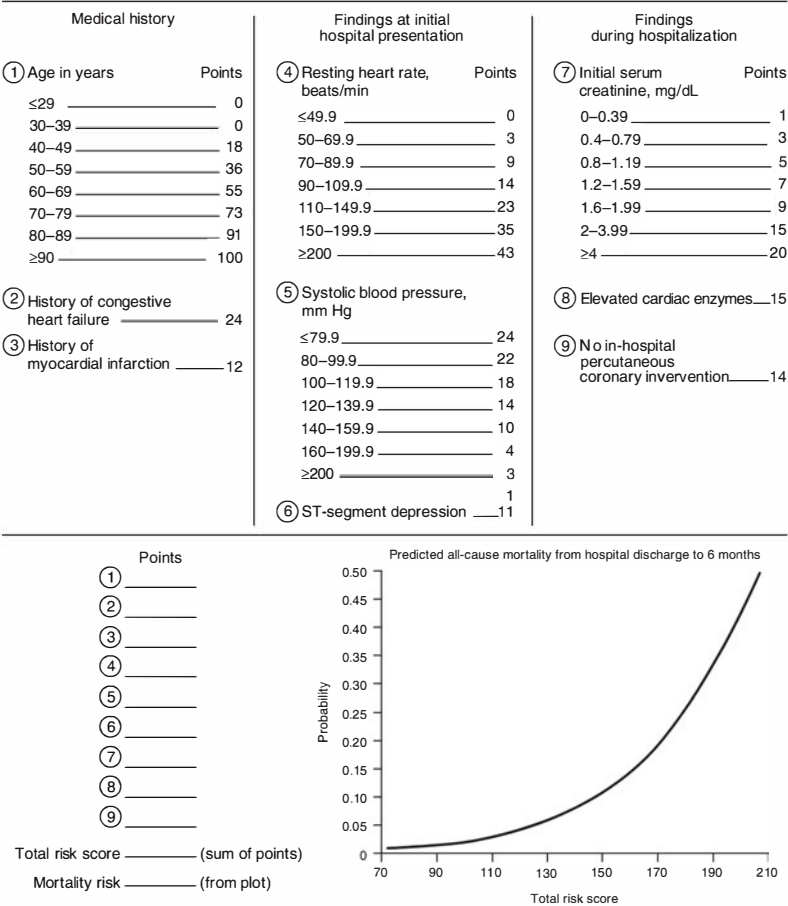 Medical history
① Age in years Points
≤29 0
30–39 0
40–49 18
50–59 36
60–69 55
70–79 73
80–89 91
≥90 100
② History of congestive
heart failure 24
③ History of
myocardial infarction 12
Findings at initial
hospital presentation
④ Resting heart rate, Points
beats/min
≤49.9 0
50–69.9 3
70–89.9 9
90–109.9 14
110–149.9 23
150–199.9 35
≥200 43
⑤ Systolic blood pressure,
mm Hg
≤79.9 24
80–99.9 22
100–119.9 18
120–139.9 14
140–159.9 10
160–199.9 4
≥200 3
1
⑥ ST-segment depression 11
Findings
during hospitalization
⑦ Initial serum Points
creatinine, mg/dL
0–0.39 1
0.4–0.79 3
0.8–1.19 5
1.2–1.59 7
1.6–1.99 9
2–3.99 15
≥4 20
⑧ Elevated cardiac enzymes 15
⑨ No in-hospital
percutaneous
coronary invervention 14
Points
①
②
③
④
⑤
⑥
⑦
⑧
⑨
Total risk score (sum of points)
Mortality risk (from plot)
Predicted all-cause mortality from hospital discharge to 6 months
Probability
0.50
0.45
0.40
0.35
0.30
0.25
0.20
0.15
0.10
0.05
0
70 90 110 130 150 170 190 210
Total risk score